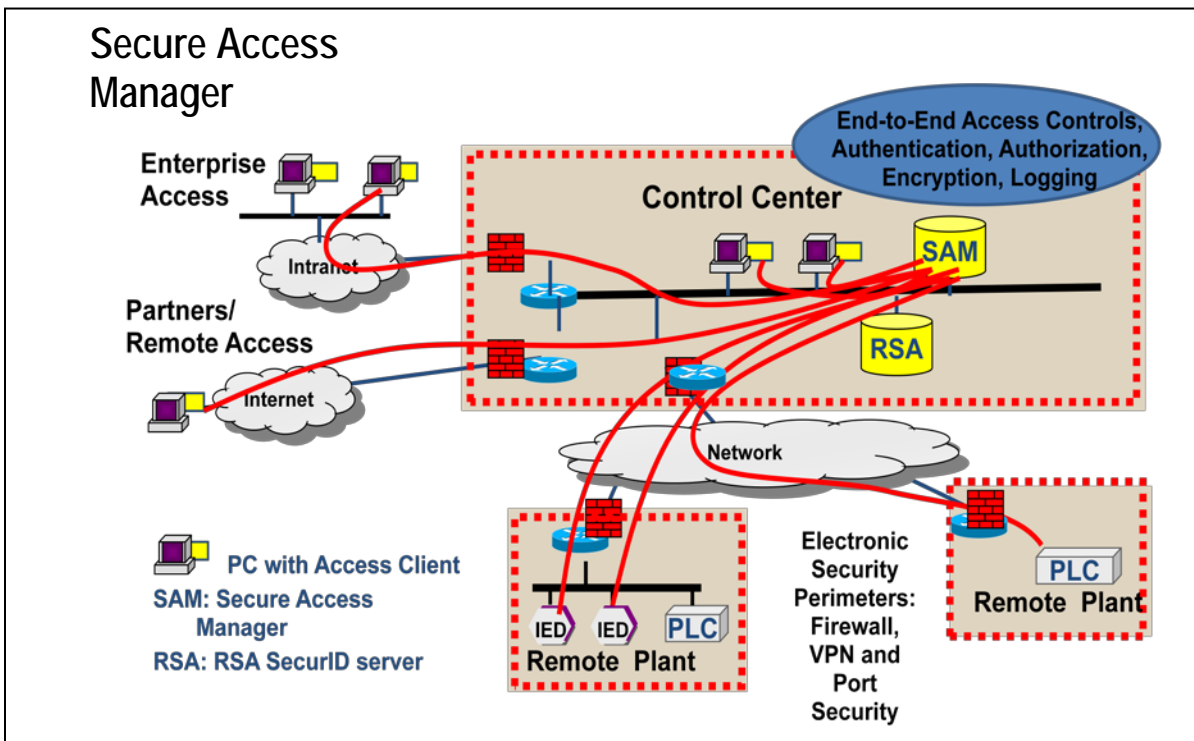 Secure Access
Manager
End-to-End Access Controls,
Authentication, Authorization,
Encryption, Logging
Enterprise
Access
Control Center
SAM
Intranet
Partners/
Remote Access
RSA
Internet
Network
PC with Access Client
SAM: Secure Access
Manager
RSA: RSA SecurID server
IED
IED
PLC
Remote Plant
Electronic
Security
Perimeters:
Firewall,
VPN and
Port
Security
PLC
Remote Plant